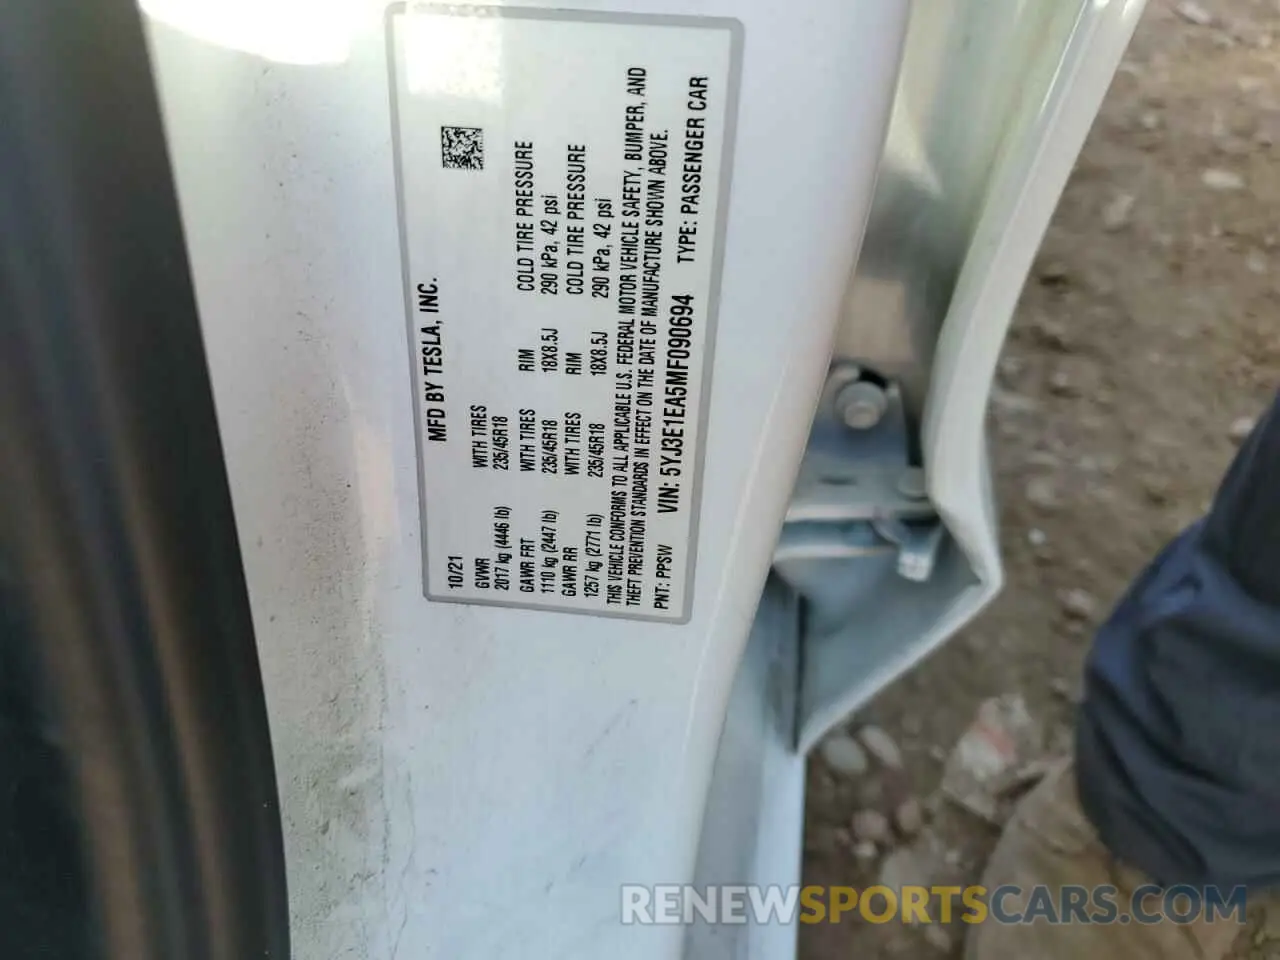 MFD BY TESLA, INC.
10/21
GVWR WITH TIRES RIM COLD TIRE PRESSURE
2017 kg (4446 lb) 235/45R18 18X8.5J 290 kPa, 42 psi
GAWR FRT WITH TIRES RIM COLD TIRE PRESSURE
1110 kg (2447 lb) 235/45R18 18X8.5J 290 kPa, 42 psi
GAWR RR WITH TIRES
1257 kg (2771 lb) 235/45R18
THIS VEHICLE CONFORMS TO ALL APPLICABLE U.S. FEDERAL MOTOR VEHICLE SAFETY, BUMPER, AND
THEFT PREVENTION STANDARDS IN EFFECT ON THE DATE OF MANUFACTURE SHOWN ABOVE.
PNT: PPSW VIN: 5YJ3E1EA5MF090694 TYPE: PASSENGER CAR
RENEWSPORTSCARS.COM